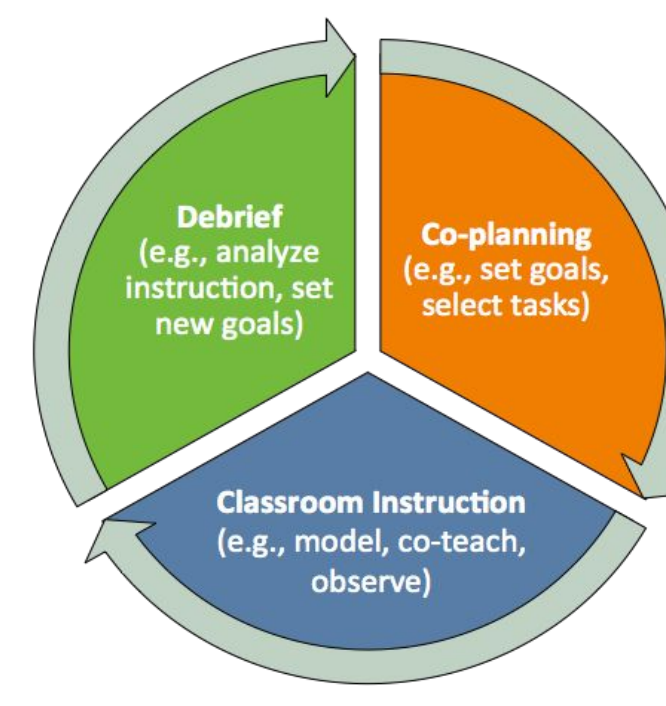 Debrief
(e.g., analyze
instruction, set
new goals)
Co-planning
(e.g., set goals,
select tasks)
Classroom Instruction
(e.g., model, co-teach,
observe)